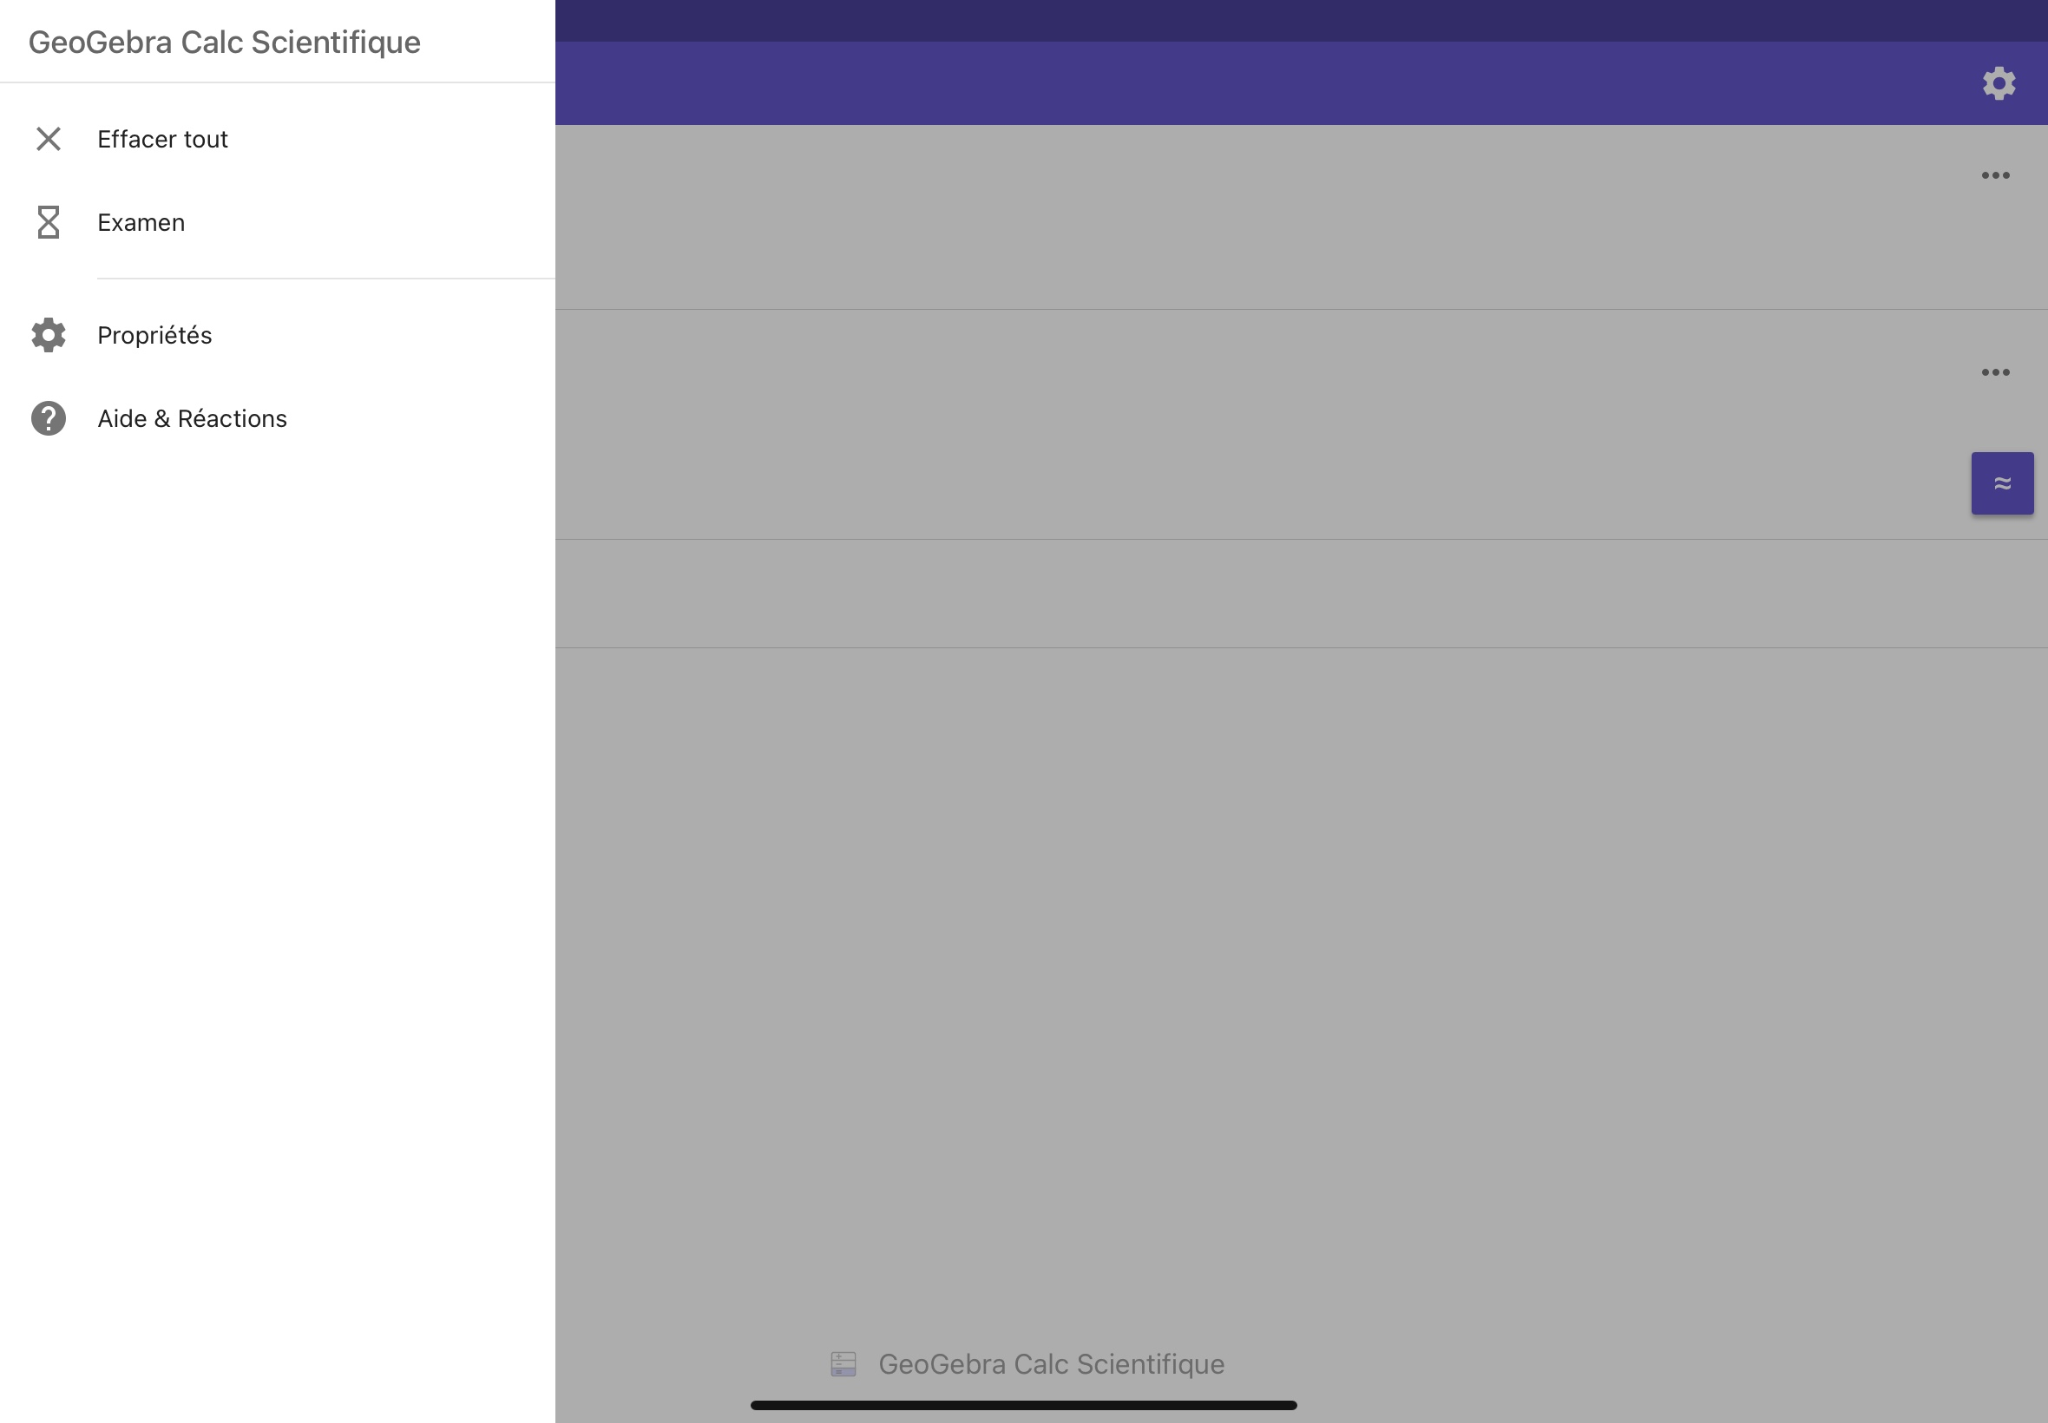 GeoGebra Calc Scientifique
Effacer tout
Examen
Propriétés
Aide & Réactions
≈
GeoGebra Calc Scientifique